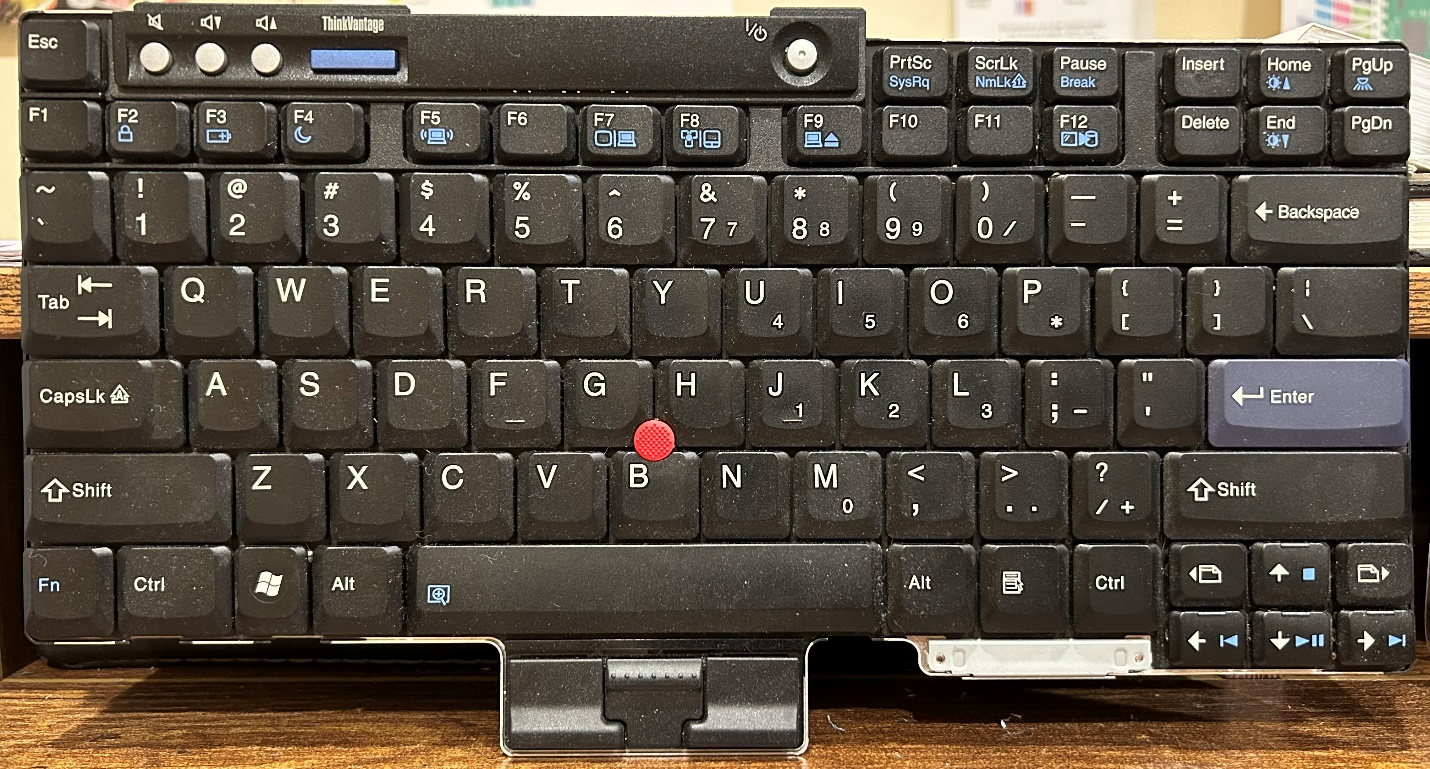 ThinkVantage
I/
Esc
PrtSc ScrLk Pause Insert Home PgUp
SysRq NmLk Break
F1 F2 F3 F4 F5 F6 F7 F8 F9 F10 F11 F12 Delete End PgDn
~ ! @ # $ % ^ & * ( ) — +
` 1 2 3 4 5 6 7 7 8 8 9 9 0 / - = Backspace
Tab Q W E R T Y U I O P { } ¦
4 5 6 * [ ] \
CapsLk A S D F G H J K L : " Enter
_ 1 2 3 ; - '
Shift Z X C V B N M < > ? Shift
0 , . . / +
Fn Ctrl Alt Alt Ctrl